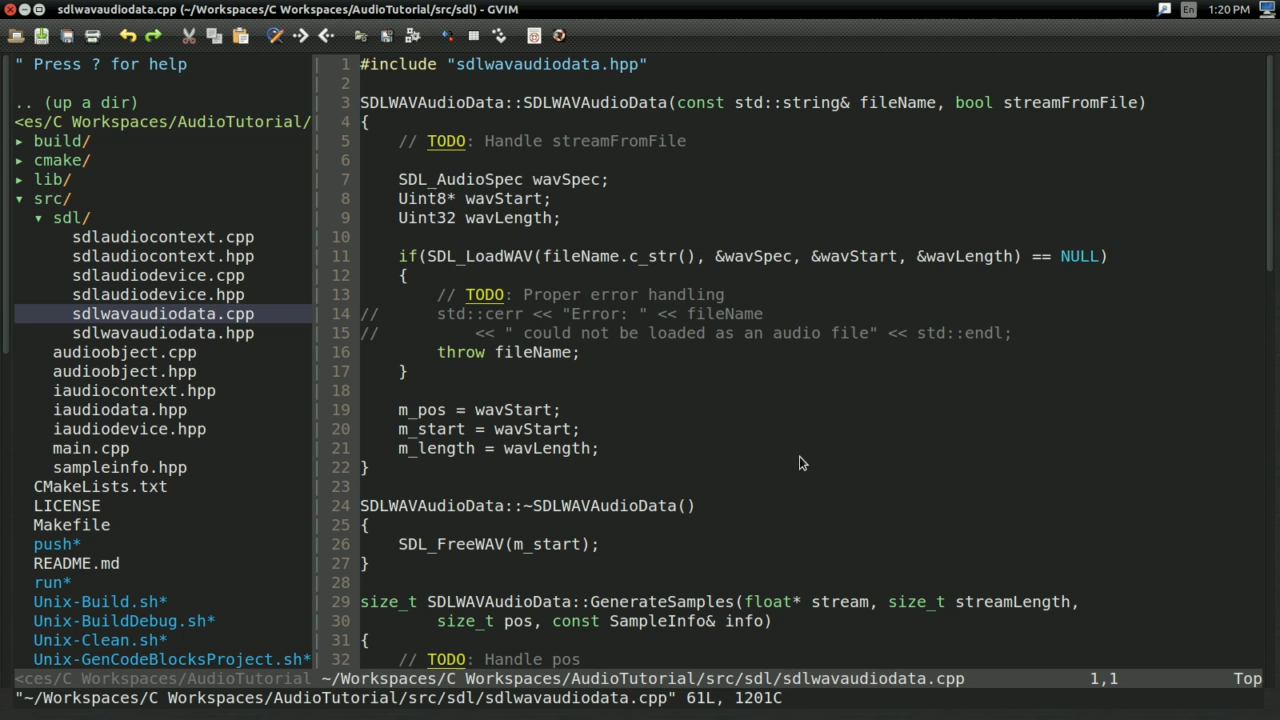 sdlwavaudiodata.cpp (~/Workspaces/C Workspaces/AudioTutorial/src/sdl) - GVIM
En
1:20 PM
" Press ? for help
.. (up a dir)
<es/C Workspaces/AudioTutorial/
▸ build/
▸ cmake/
▸ lib/
▾ src/
▾ sdl/
sdlaudiocontext.cpp
sdlaudiocontext.hpp
sdlaudiodevice.cpp
sdlaudiodevice.hpp
sdlwavaudiodata.cpp
sdlwavaudiodata.hpp
audioobject.cpp
audioobject.hpp
iaudiocontext.hpp
iaudiodata.hpp
iaudiodevice.hpp
main.cpp
sampleinfo.hpp
CMakeLists.txt
LICENSE
Makefile
push*
README.md
run*
Unix-Build.sh*
Unix-BuildDebug.sh*
Unix-Clean.sh*
Unix-GenCodeBlocksProject.sh*
1 #include "sdlwavaudiodata.hpp"
2
3 SDLWAVAudioData::SDLWAVAudioData(const std::string& fileName, bool streamFromFile)
4 {
5     // TODO: Handle streamFromFile
6
7     SDL_AudioSpec wavSpec;
8     Uint8* wavStart;
9     Uint32 wavLength;
10
11     if(SDL_LoadWAV(fileName.c_str(), &wavSpec, &wavStart, &wavLength) == NULL)
12     {
13         // TODO: Proper error handling
14 //      std::cerr << "Error: " << fileName
15 //          << " could not be loaded as an audio file" << std::endl;
16         throw fileName;
17     }
18
19     m_pos = wavStart;
20     m_start = wavStart;
21     m_length = wavLength;
22 }
23
24 SDLWAVAudioData::~SDLWAVAudioData()
25 {
26     SDL_FreeWAV(m_start);
27 }
28
29 size_t SDLWAVAudioData::GenerateSamples(float* stream, size_t streamLength,
30         size_t pos, const SampleInfo& info)
31 {
32     // TODO: Handle pos
<ces/C Workspaces/AudioTutorial ~/Workspaces/C Workspaces/AudioTutorial/src/sdl/sdlwavaudiodata.cpp 1,1 Top
"~/Workspaces/C Workspaces/AudioTutorial/src/sdl/sdlwavaudiodata.cpp" 61L, 1201C